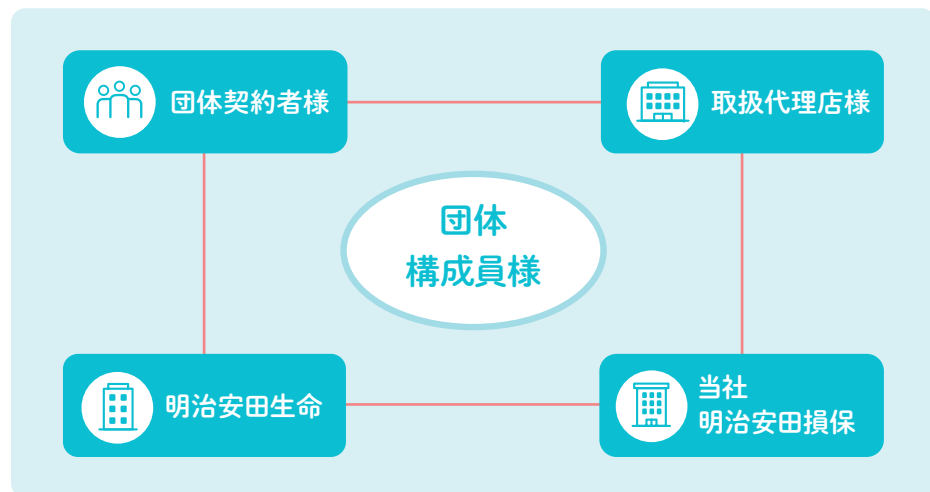 団体契約者様
取扱代理店様
団体
構成員様
明治安田生命
当社
明治安田損保